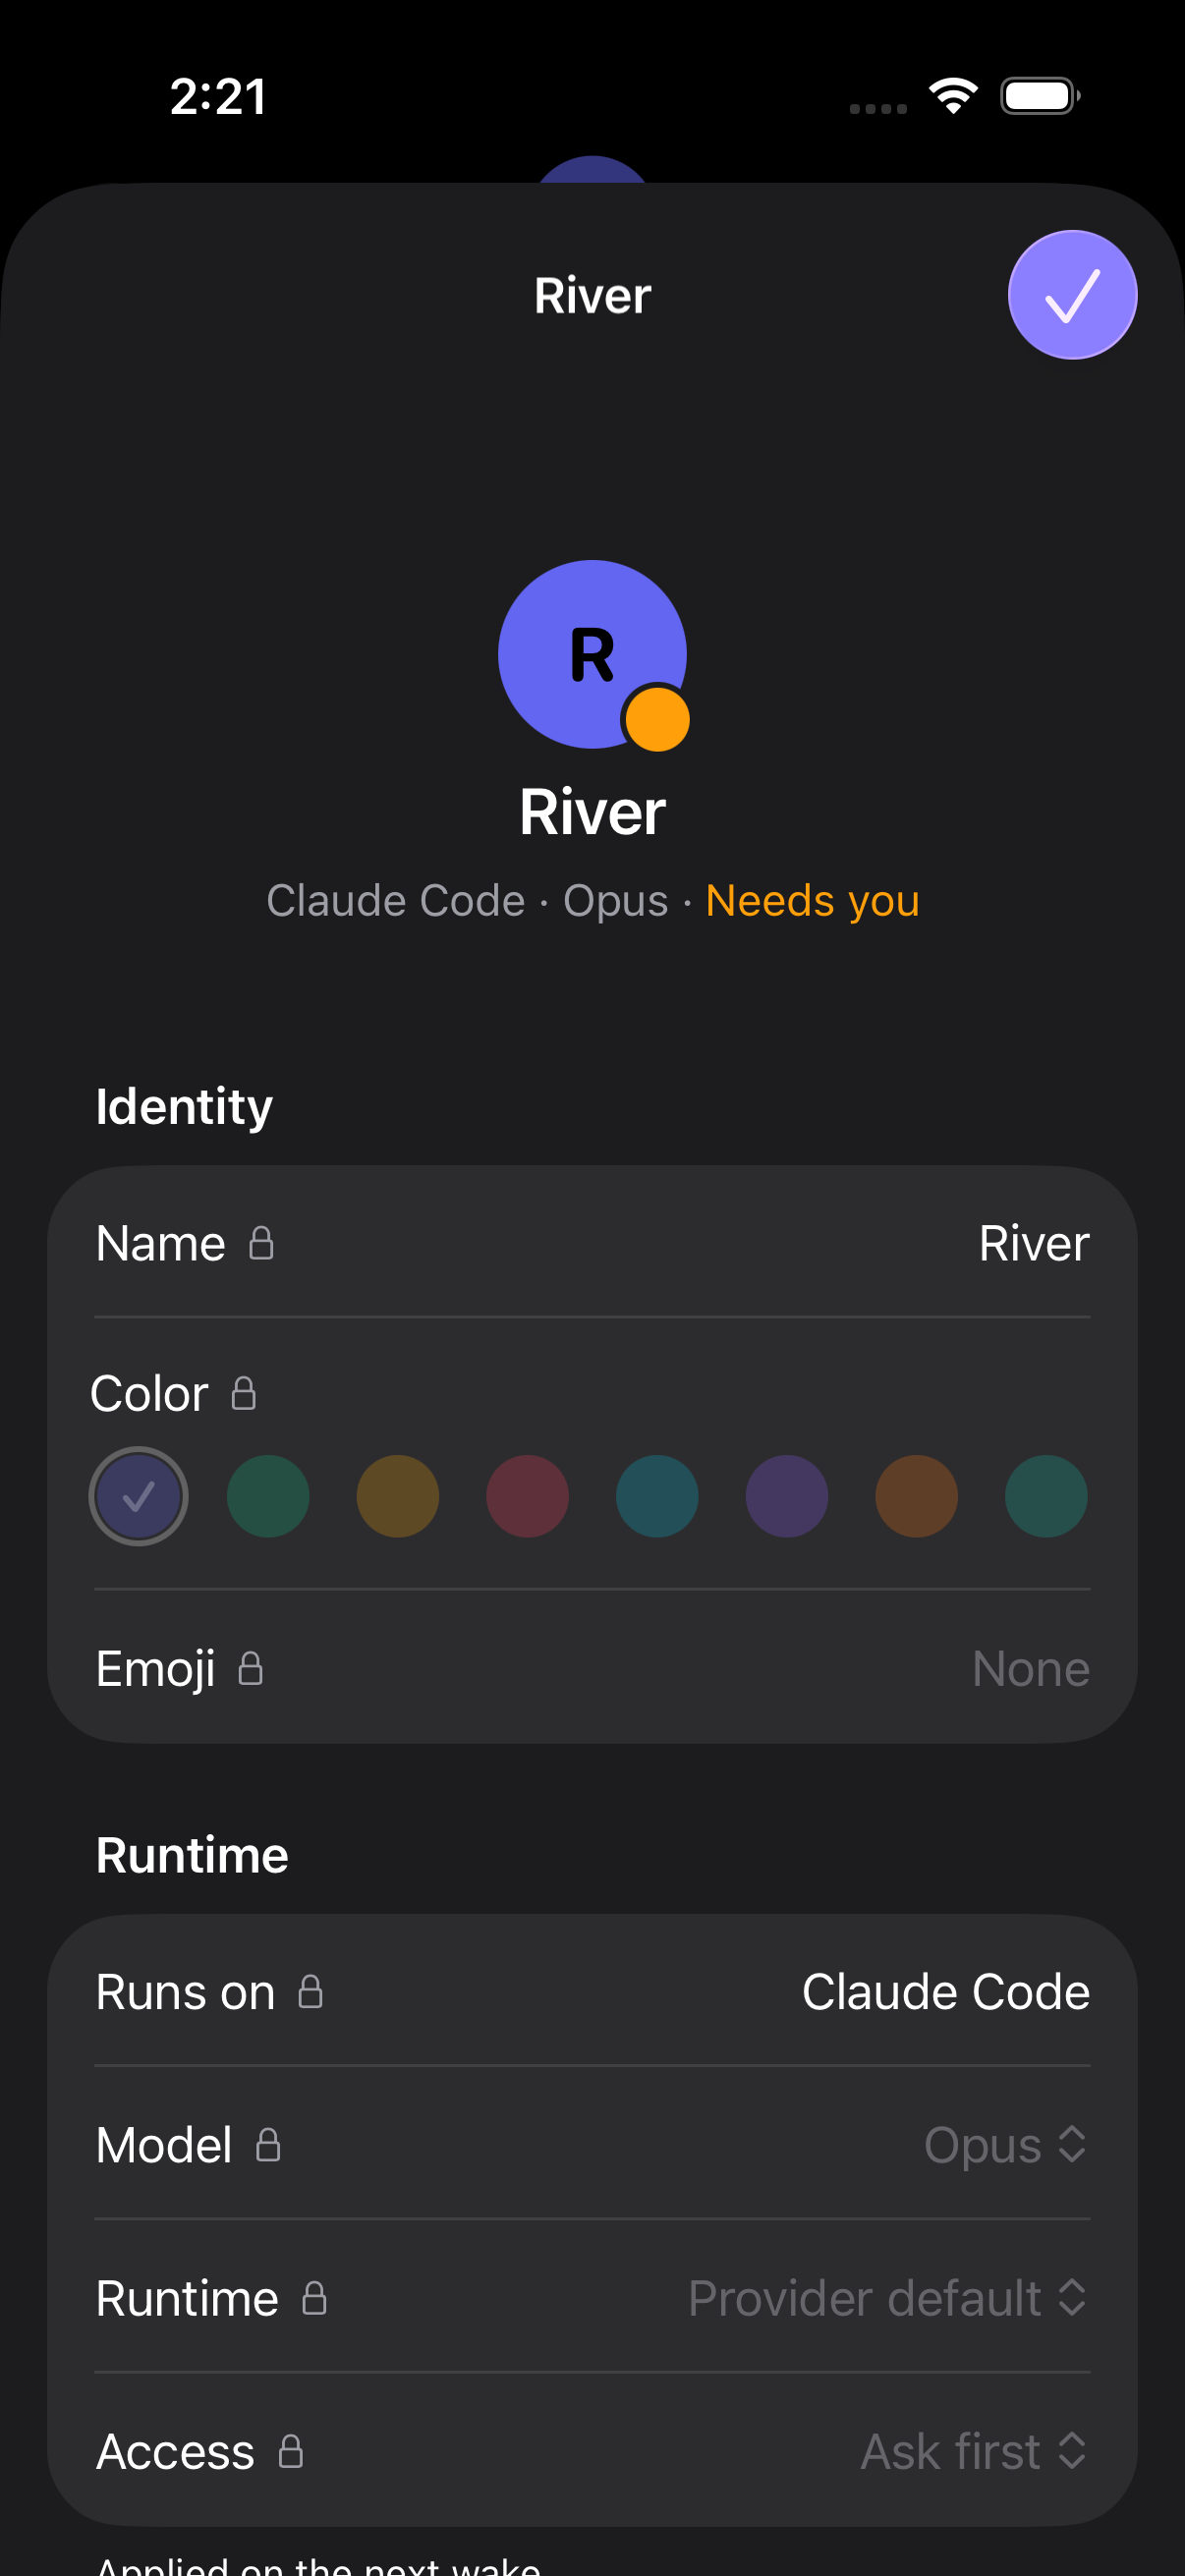 2:21
River
R
River
Claude Code · Opus · Needs you
Identity
Name River
Color
Emoji None
Runtime
Runs on Claude Code
Model Opus
Runtime Provider default
Access Ask first
Applied on the next wake